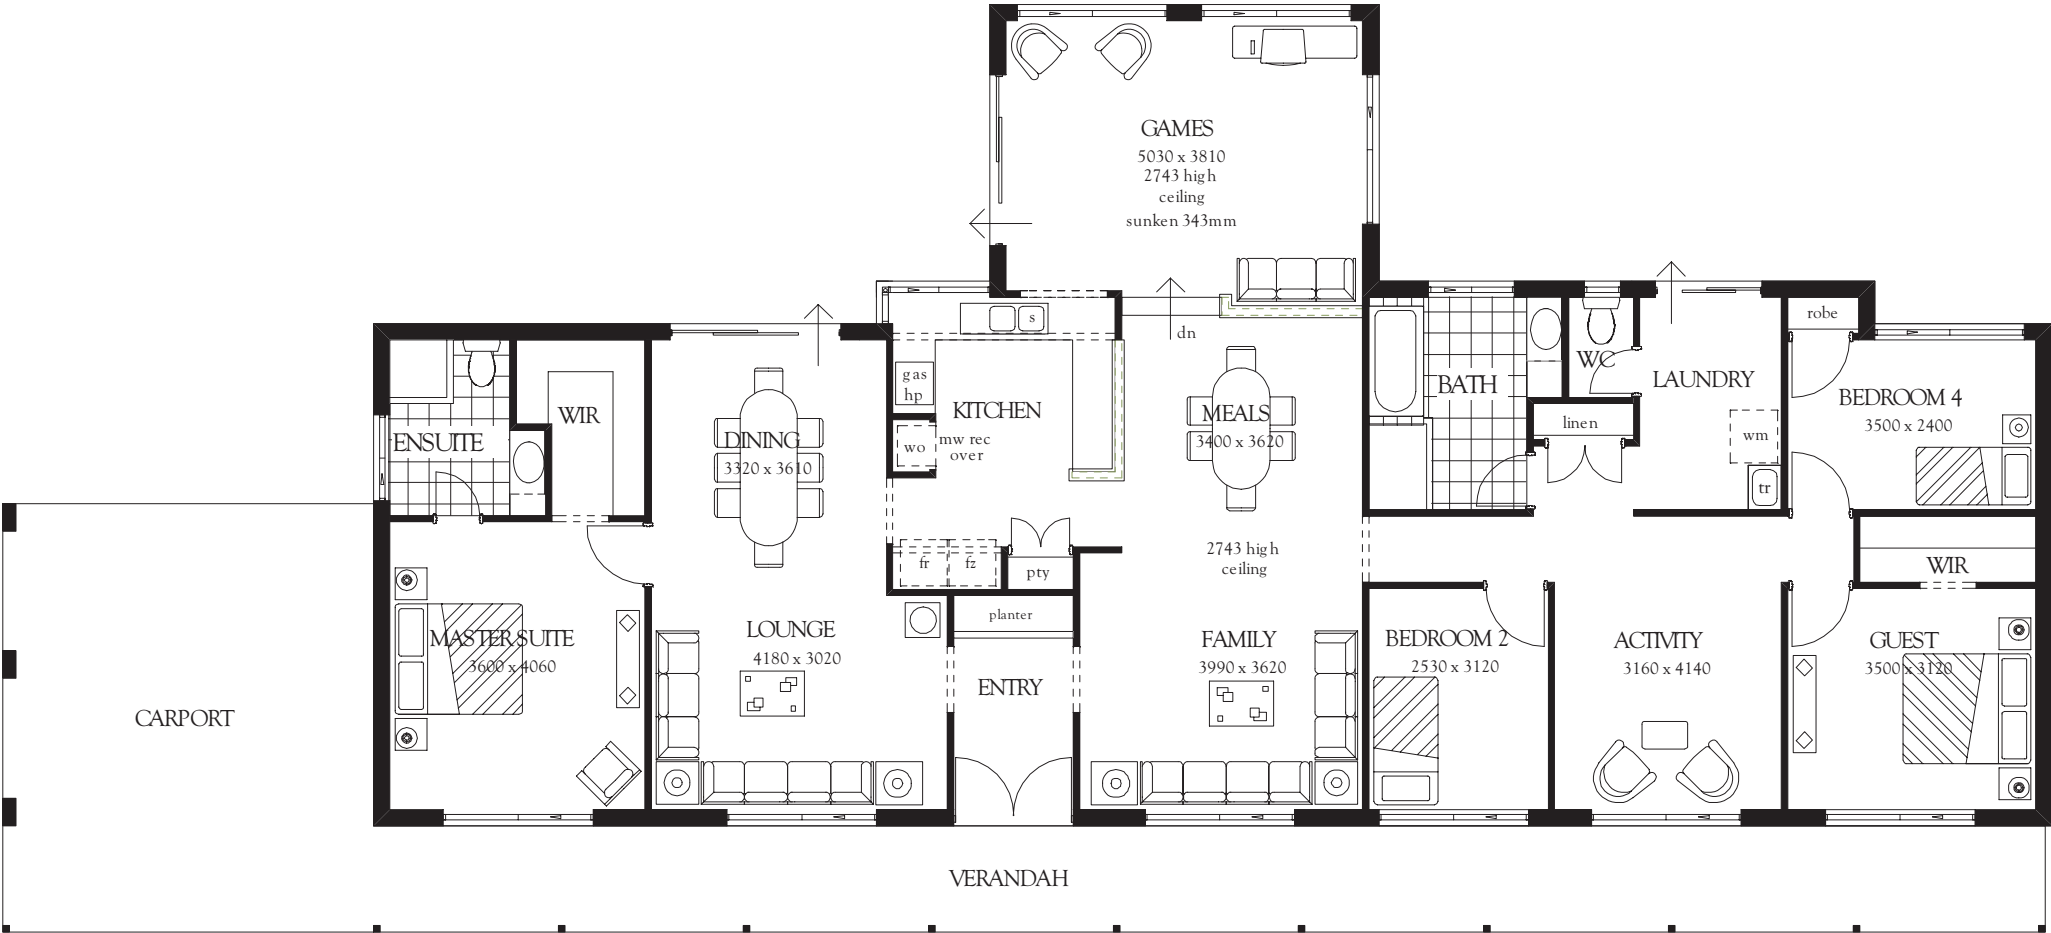 GAMES
5030 x 3810
2743 high
ceiling
sunken 343mm
dn
s
gas
hp
KITCHEN
wo
mw rec
over
fr
fz
pty
planter
ENTRY
WIR
ENSUITE
DINING
3320 x 3610
MASTER SUITE
3600 x 4060
LOUNGE
4180 x 3020
CARPORT
MEALS
3400 x 3620
2743 high
ceiling
FAMILY
3990 x 3620
BATH
WC
linen
LAUNDRY
wm
tr
robe
BEDROOM 4
3500 x 2400
WIR
BEDROOM 2
2530 x 3120
ACTIVITY
3160 x 4140
GUEST
3500 x 3120
VERANDAH